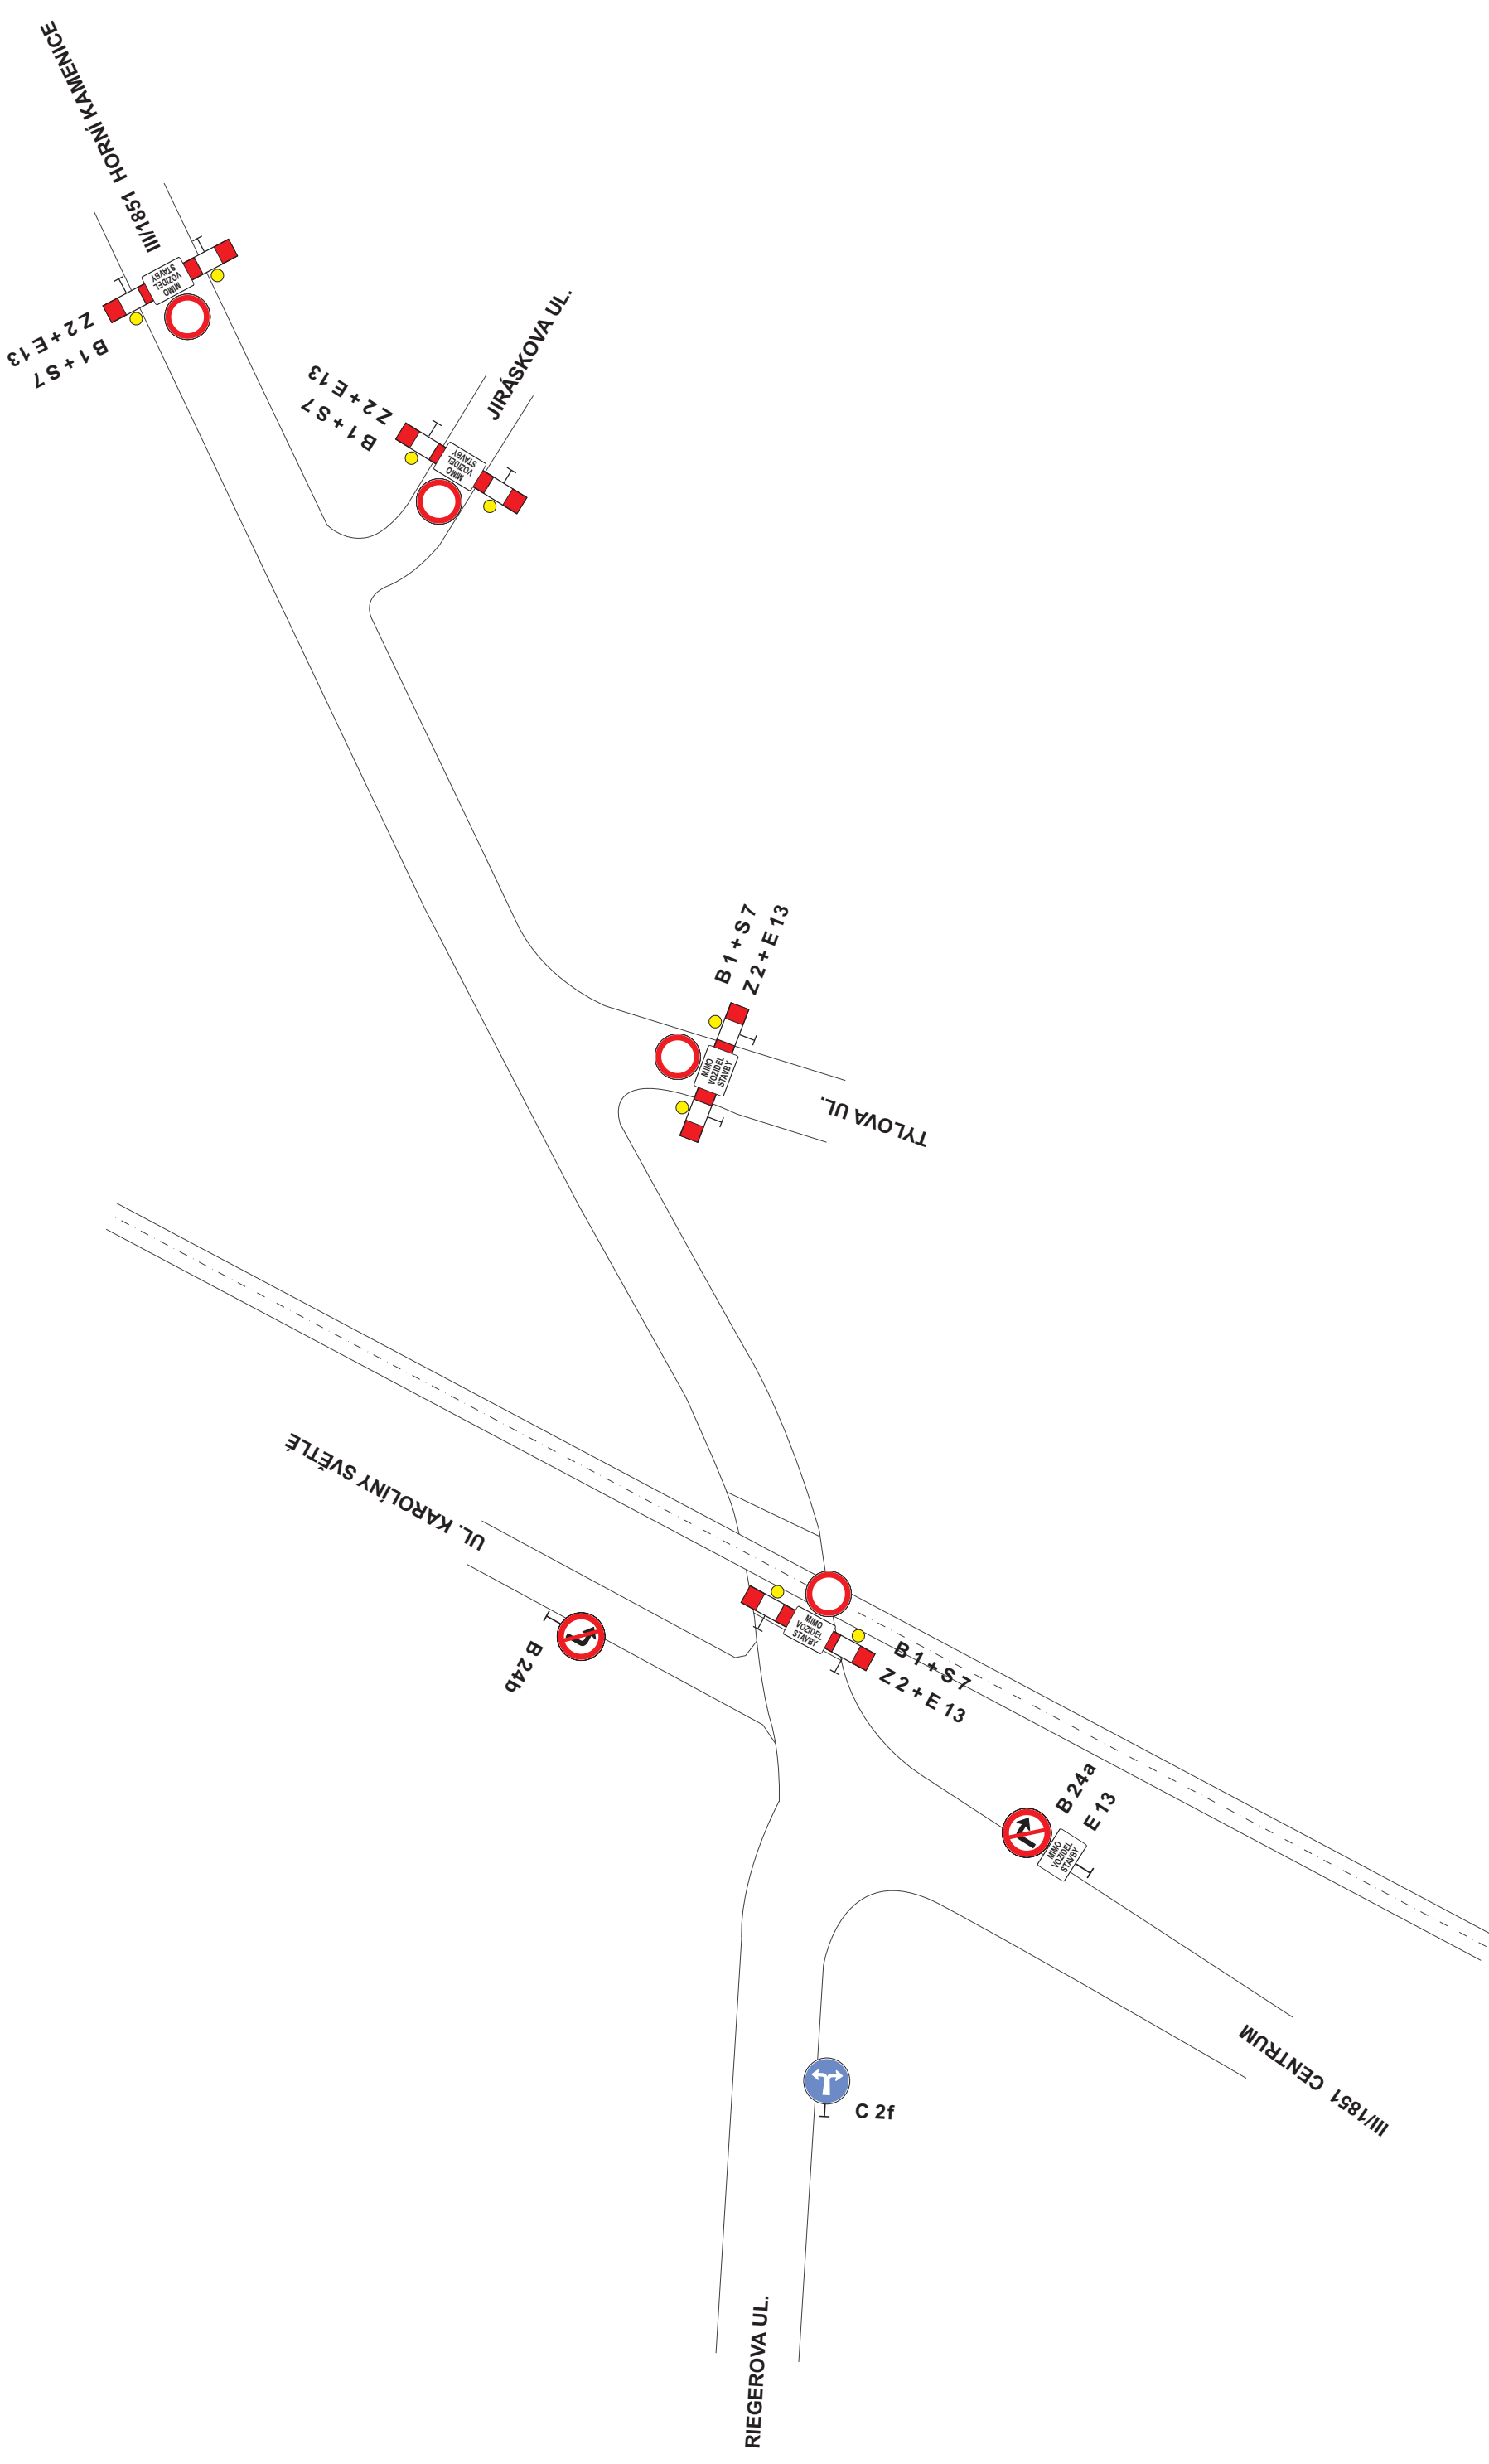 III/1851 HORNÍ KAMENICE
MIMO
VOZIDEL
STAVBY
B 1 + S 7
Z 2 + E 13
JIRÁSKOVA UL.
MIMO
VOZIDEL
STAVBY
B 1 + S 7
Z 2 + E 13
B 1 + S 7
Z 2 + E 13
MIMO
VOZIDEL
STAVBY
TYLOVA UL.
UL. KAROLÍNY SVĚTLÉ
B 24b
MIMO
VOZIDEL
STAVBY
B 1 + S 7
Z 2 + E 13
B 24a
E 13
MIMO
VOZIDEL
STAVBY
III/1851 CENTRUM
C 2f
RIEGEROVA UL.